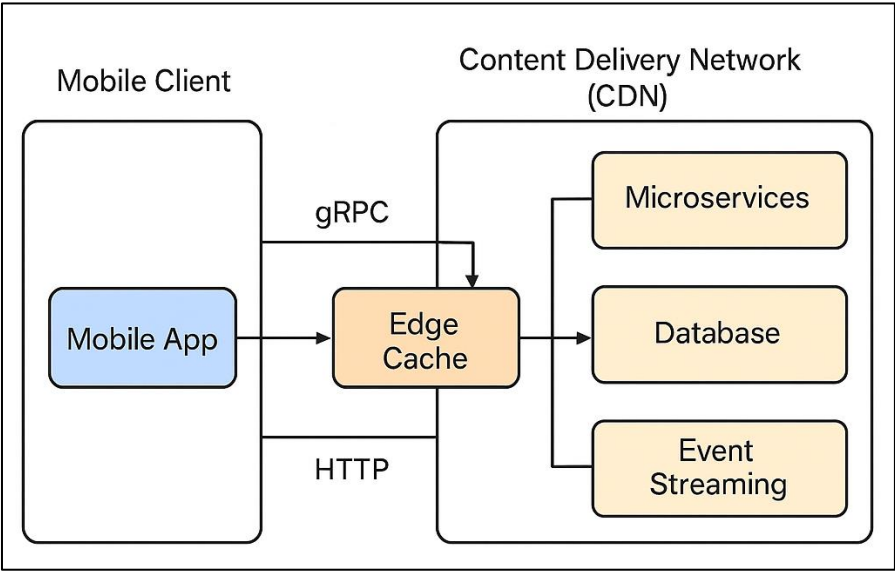 Mobile Client
Content Delivery Network
(CDN)
Microservices
gRPC
Mobile App
Edge
Cache
Database
HTTP
Event
Streaming